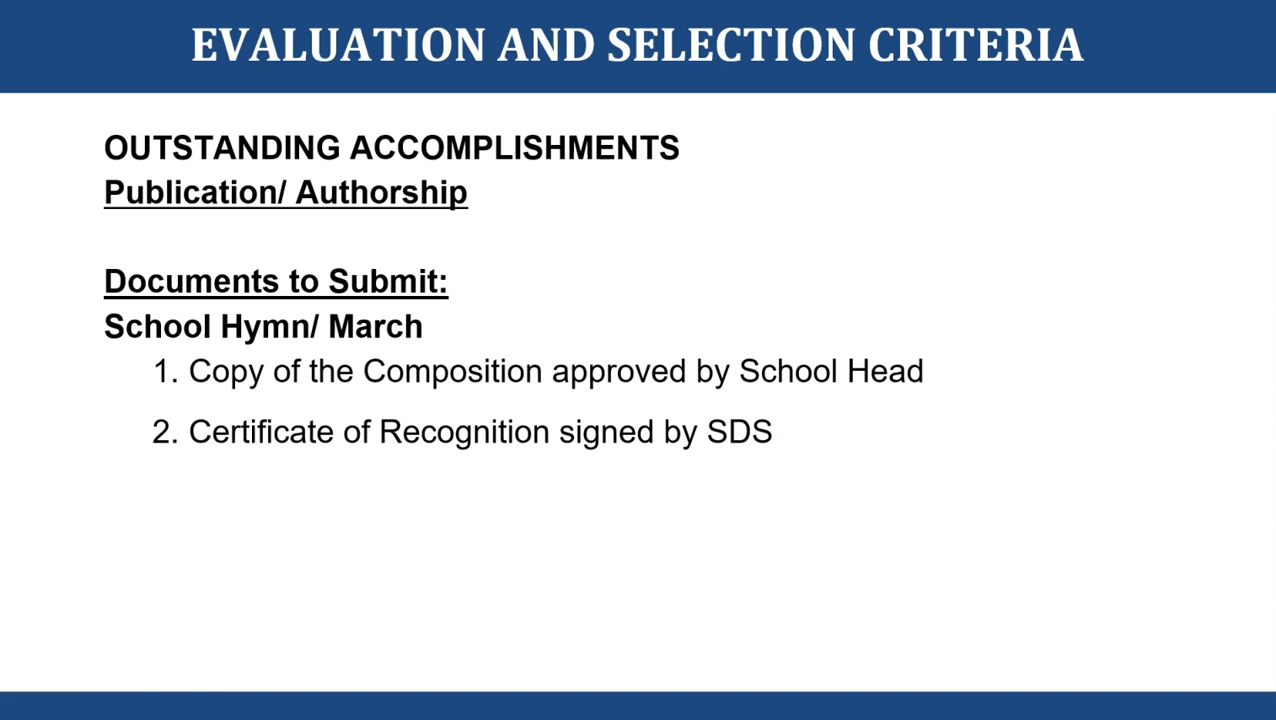 EVALUATION AND SELECTION CRITERIA
OUTSTANDING ACCOMPLISHMENTS
Publication/ Authorship
Documents to Submit:
School Hymn/ March
1. Copy of the Composition approved by School Head
2. Certificate of Recognition signed by SDS